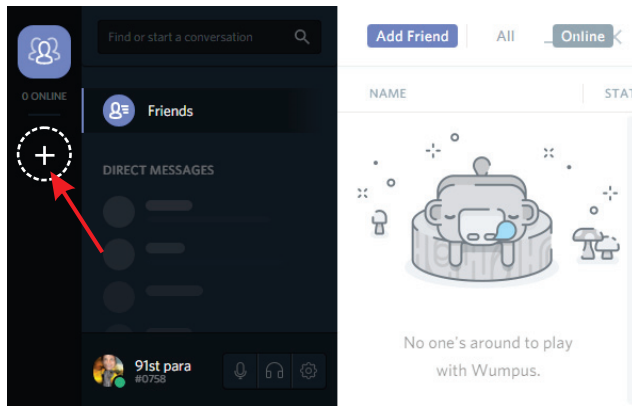 Find or start a conversation
Add Friend
All
Online
0 ONLINE
Friends
NAME
DIRECT MESSAGES
91st para
#0758
No one's around to play
with Wumpus.